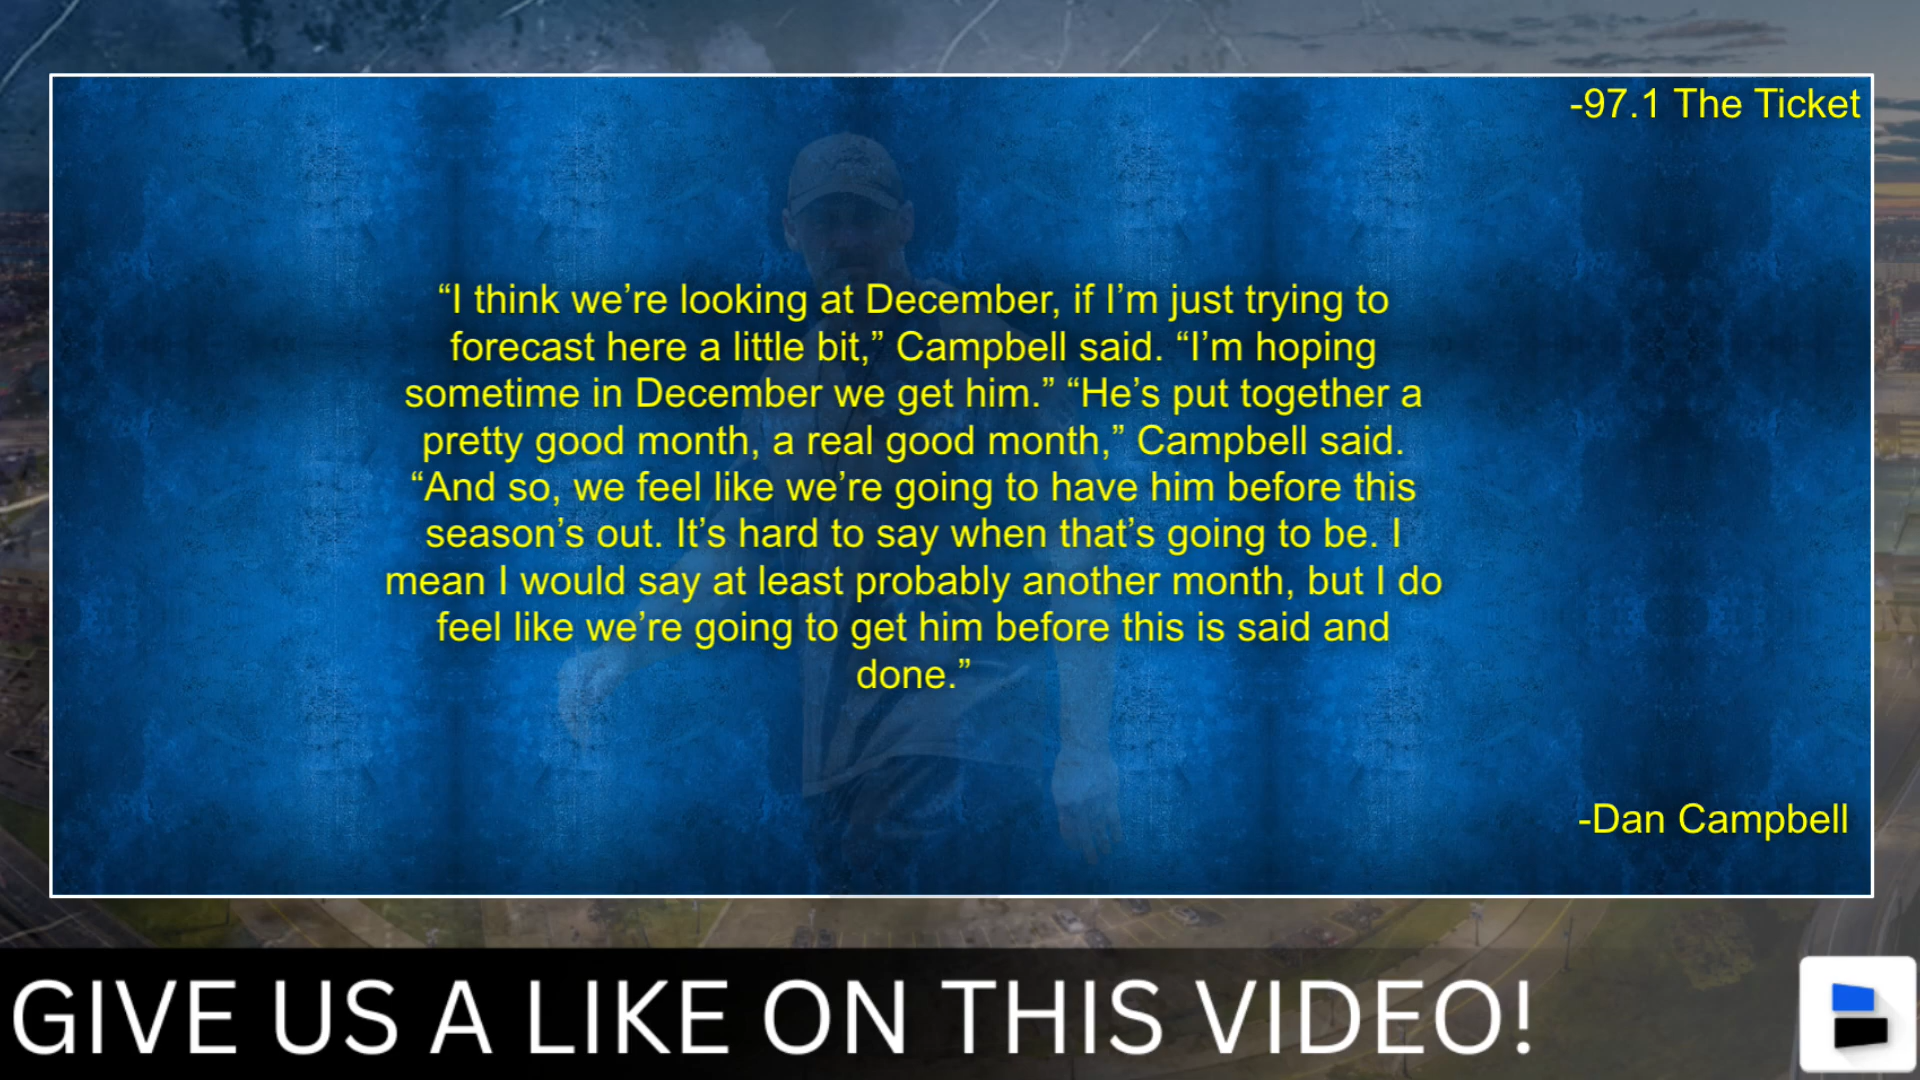 -97.1 The Ticket
“I think we’re looking at December, if I’m just trying to
forecast here a little bit,” Campbell said. “I’m hoping
sometime in December we get him.” “He’s put together a
pretty good month, a real good month,” Campbell said.
“And so, we feel like we’re going to have him before this
season’s out. It’s hard to say when that’s going to be. I
mean I would say at least probably another month, but I do
feel like we’re going to get him before this is said and
done.”
-Dan Campbell
GIVE US A LIKE ON THIS VIDEO!